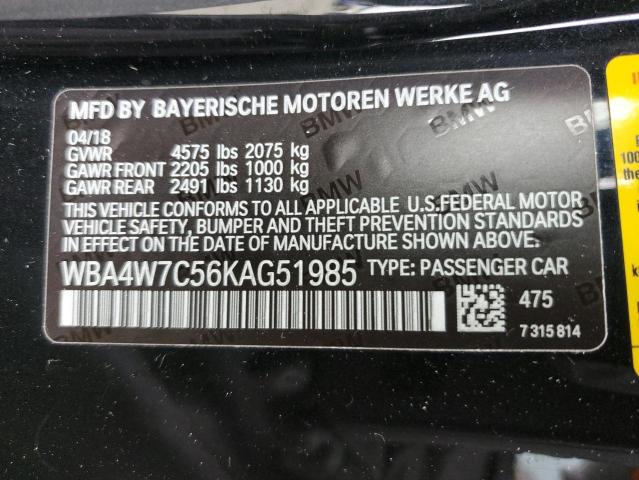 MFD BY BAYERISCHE MOTOREN WERKE AG
04/18
GVWR 4575 lbs 2075 kg
GAWR FRONT 2205 lbs 1000 kg
GAWR REAR 2491 lbs 1130 kg
THIS VEHICLE CONFORMS TO ALL APPLICABLE U.S.FEDERAL MOTOR
VEHICLE SAFETY, BUMPER AND THEFT PREVENTION STANDARDS
IN EFFECT ON THE DATE OF MANUFACTURE SHOWN ABOVE.
WBA4W7C56KAG51985 TYPE: PASSENGER CAR
475
7 315 814
100
the